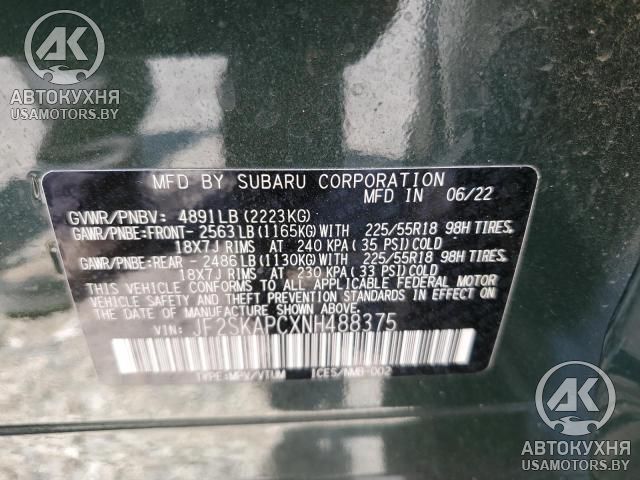 АК
АВТОКУХНЯ
USAMOTORS.BY
MFD BY SUBARU CORPORATION
MFD IN 06/22
GVWR/PNBV: 4891LB (2223KG)
GAWR/PNBE:FRONT- 2563LB (1165KG)WITH 225/55R18 98H TIRES,
18X7J RIMS AT 240 KPA (35 PSI)COLD
GAWR/PNBE:REAR - 2486LB (1130KG)WITH 225/55R18 98H TIRES,
18X7J RIMS AT 230 KPA (33 PSI)COLD
THIS VEHICLE CONFORMS TO ALL APPLICABLE FEDERAL MOTOR
VEHICLE SAFETY AND THEFT PREVENTION STANDARDS IN EFFECT
ON THE DATE OF MANUFACTURE SHOWN ABOVE.
VIN: JF2SKAPCXNH488375
TYPE:MPV/VTUM ICES/NMB-002
АК
АВТОКУХНЯ
USAMOTORS.BY